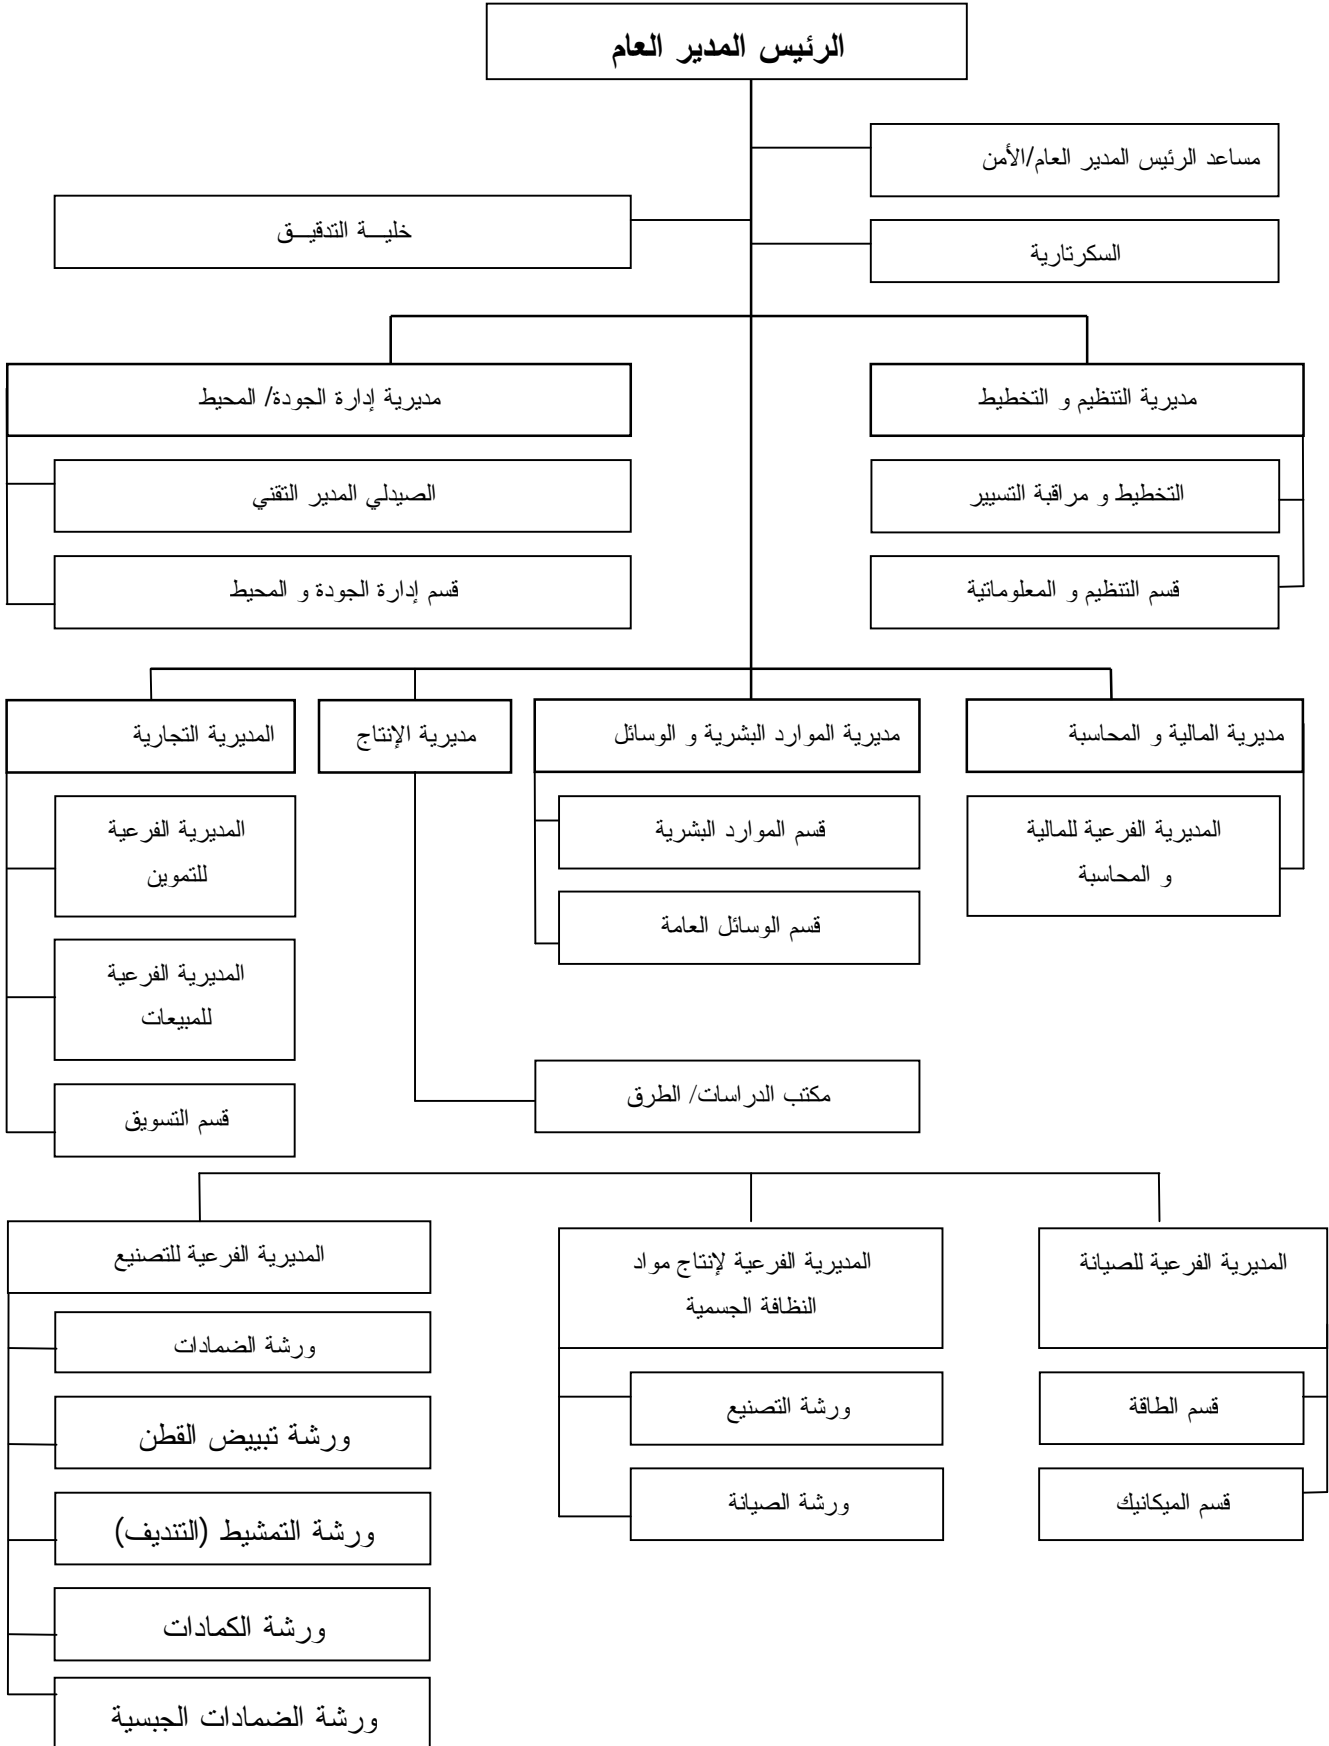 الرئيس المدير العام
مساعد الرئيس المدير العام/الأمن
خليـــة التدقيـــق
السكرتارية
مديرية التنظيم و التخطيط
مديرية إدارة الجودة/ المحيط
التخطيط و مراقبة التسيير
الصيدلي المدير التقني
قسم التنظيم و المعلوماتية
قسم إدارة الجودة و المحيط
مديرية المالية و المحاسبة
مديرية الموارد البشرية و الوسائل
مديرية الإنتاج
المديرية التجارية
المديرية الفرعية للمالية
و المحاسبة
قسم الموارد البشرية
قسم الوسائل العامة
المديرية الفرعية
للتموين
المديرية الفرعية
للمبيعات
قسم التسويق
مكتب الدراسات/ الطرق
المديرية الفرعية للصيانة
قسم الطاقة
قسم الميكانيك
المديرية الفرعية لإنتاج مواد
النظافة الجسمية
ورشة التصنيع
ورشة الصيانة
المديرية الفرعية للتصنيع
ورشة الضمادات
ورشة تبييض القطن
ورشة التمشيط (التنديف)
ورشة الكمادات
ورشة الضمادات الجبسية